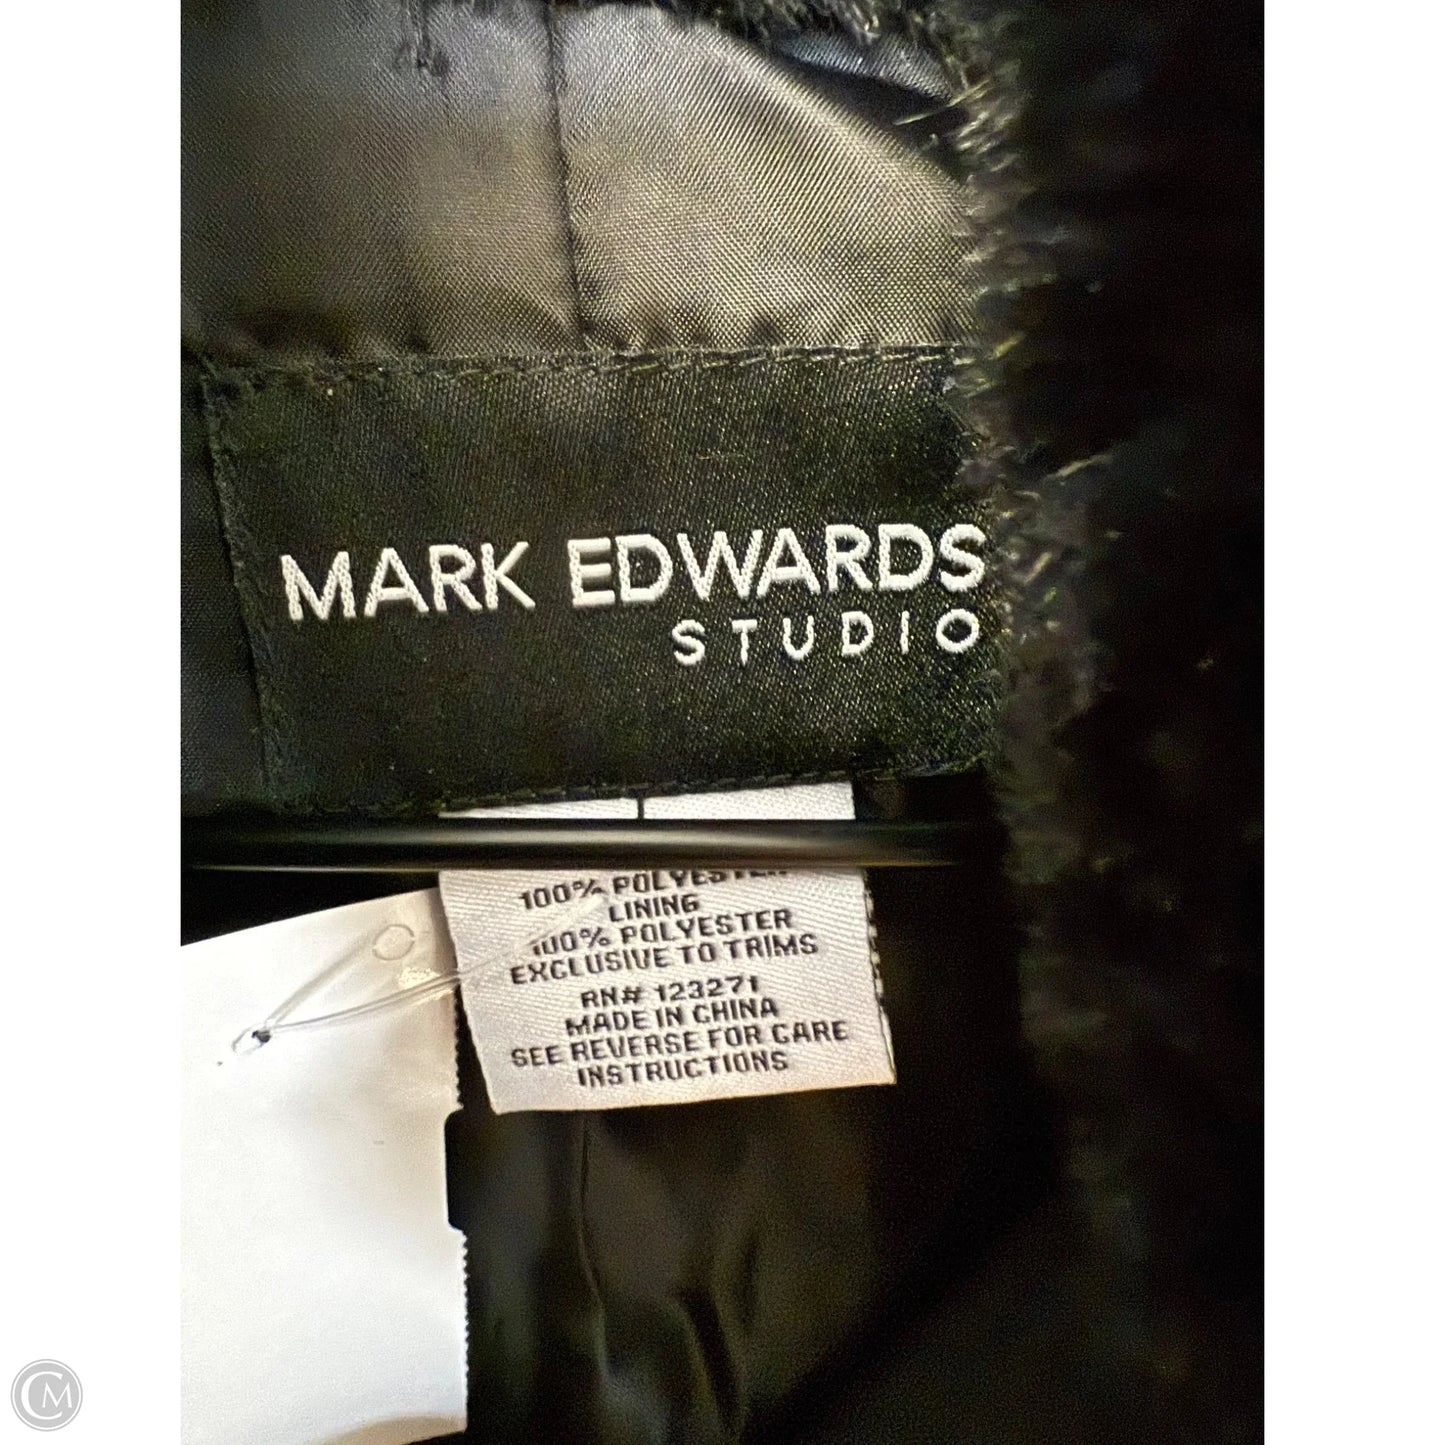 MARK EDWARDS
STUDIO
100% POLYESTER
LINING
100% POLYESTER
EXCLUSIVE TO TRIMS
RN# 123271
MADE IN CHINA
SEE REVERSE FOR CARE
INSTRUCTIONS
CM